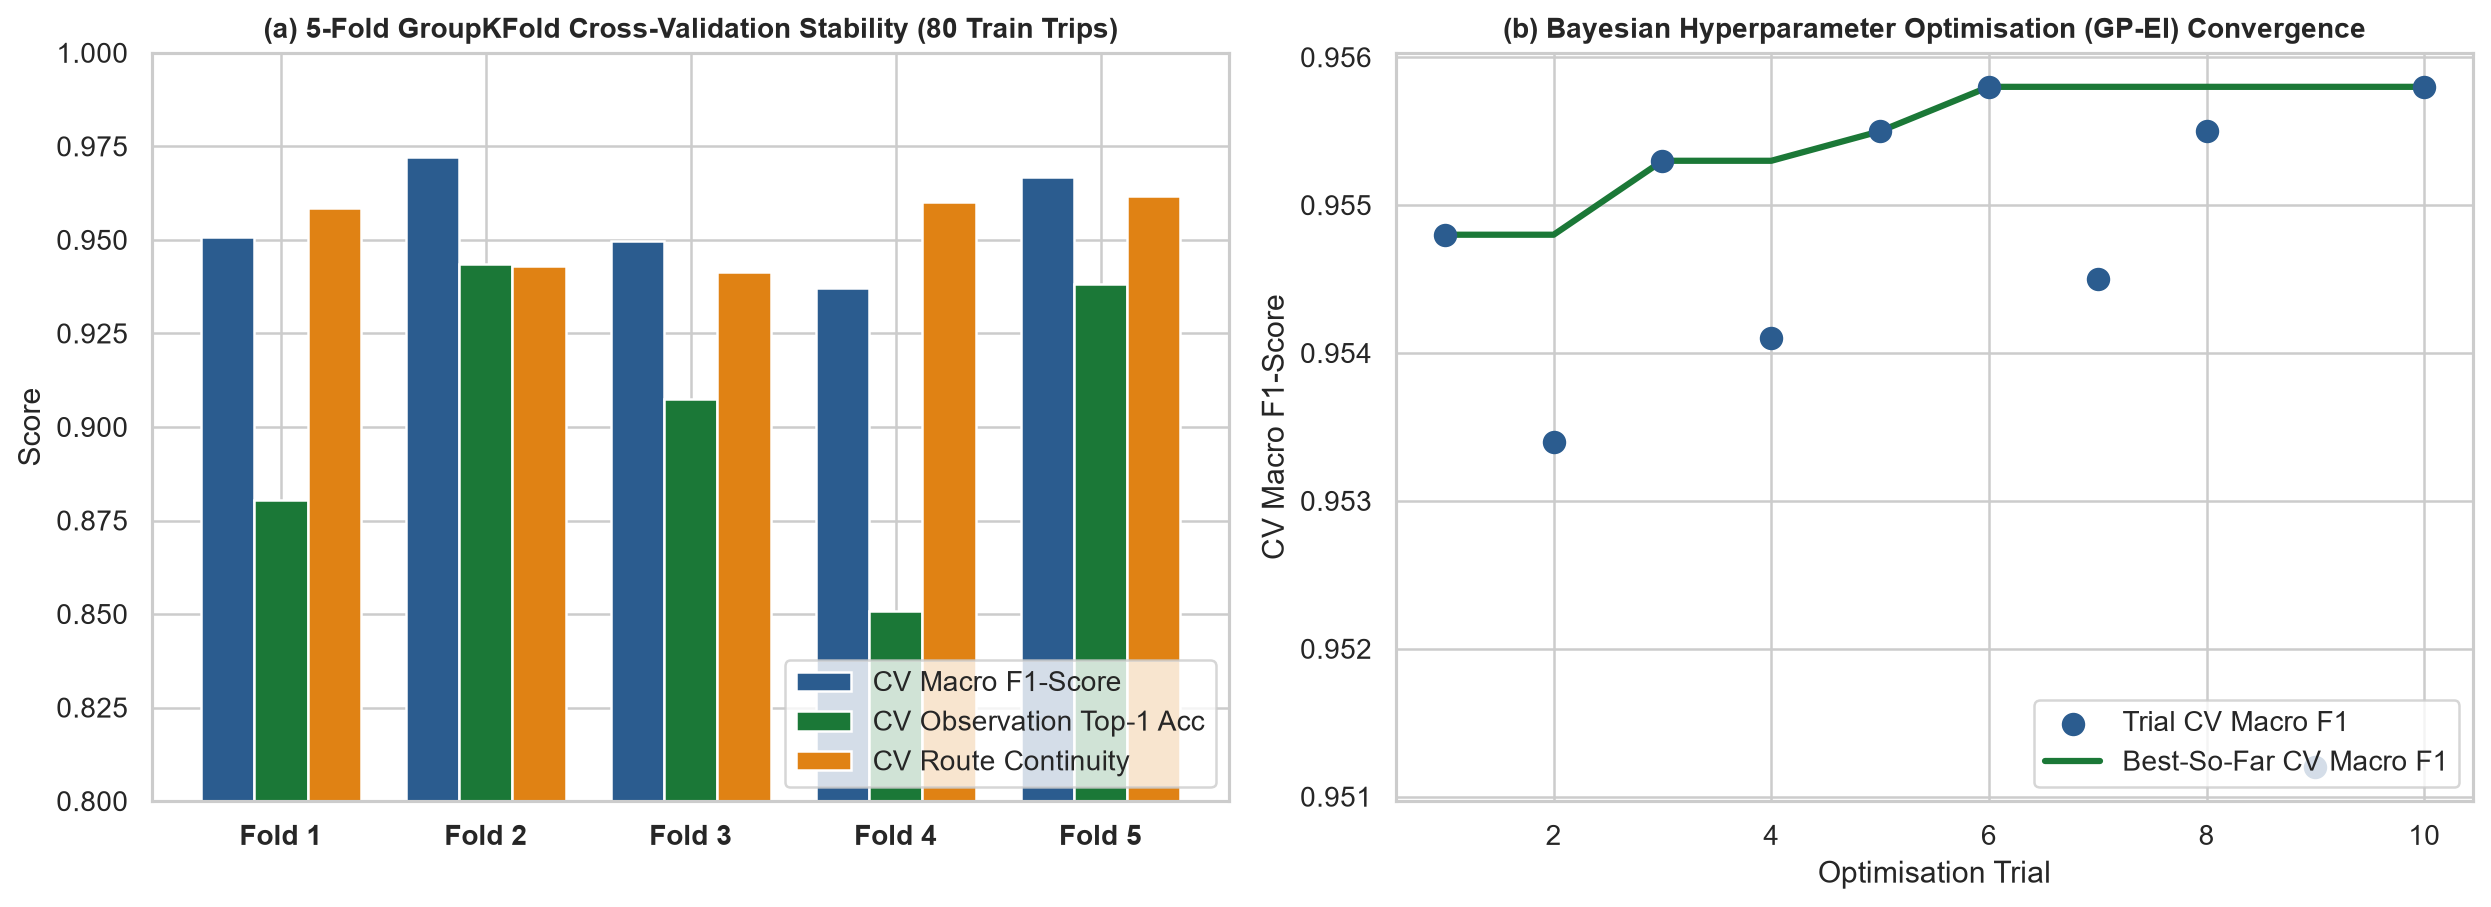 (a) 5-Fold GroupKFold Cross-Validation Stability (80 Train Trips)
1.000
0.975
0.950
0.925
0.900
0.875
0.850
0.825
0.800
Score
Fold 1
Fold 2
Fold 3
Fold 4
Fold 5
CV Macro F1-Score
CV Observation Top-1 Acc
CV Route Continuity
(b) Bayesian Hyperparameter Optimisation (GP-EI) Convergence
0.956
0.955
0.954
0.953
0.952
0.951
CV Macro F1-Score
2
4
6
8
10
Optimisation Trial
Trial CV Macro F1
Best-So-Far CV Macro F1